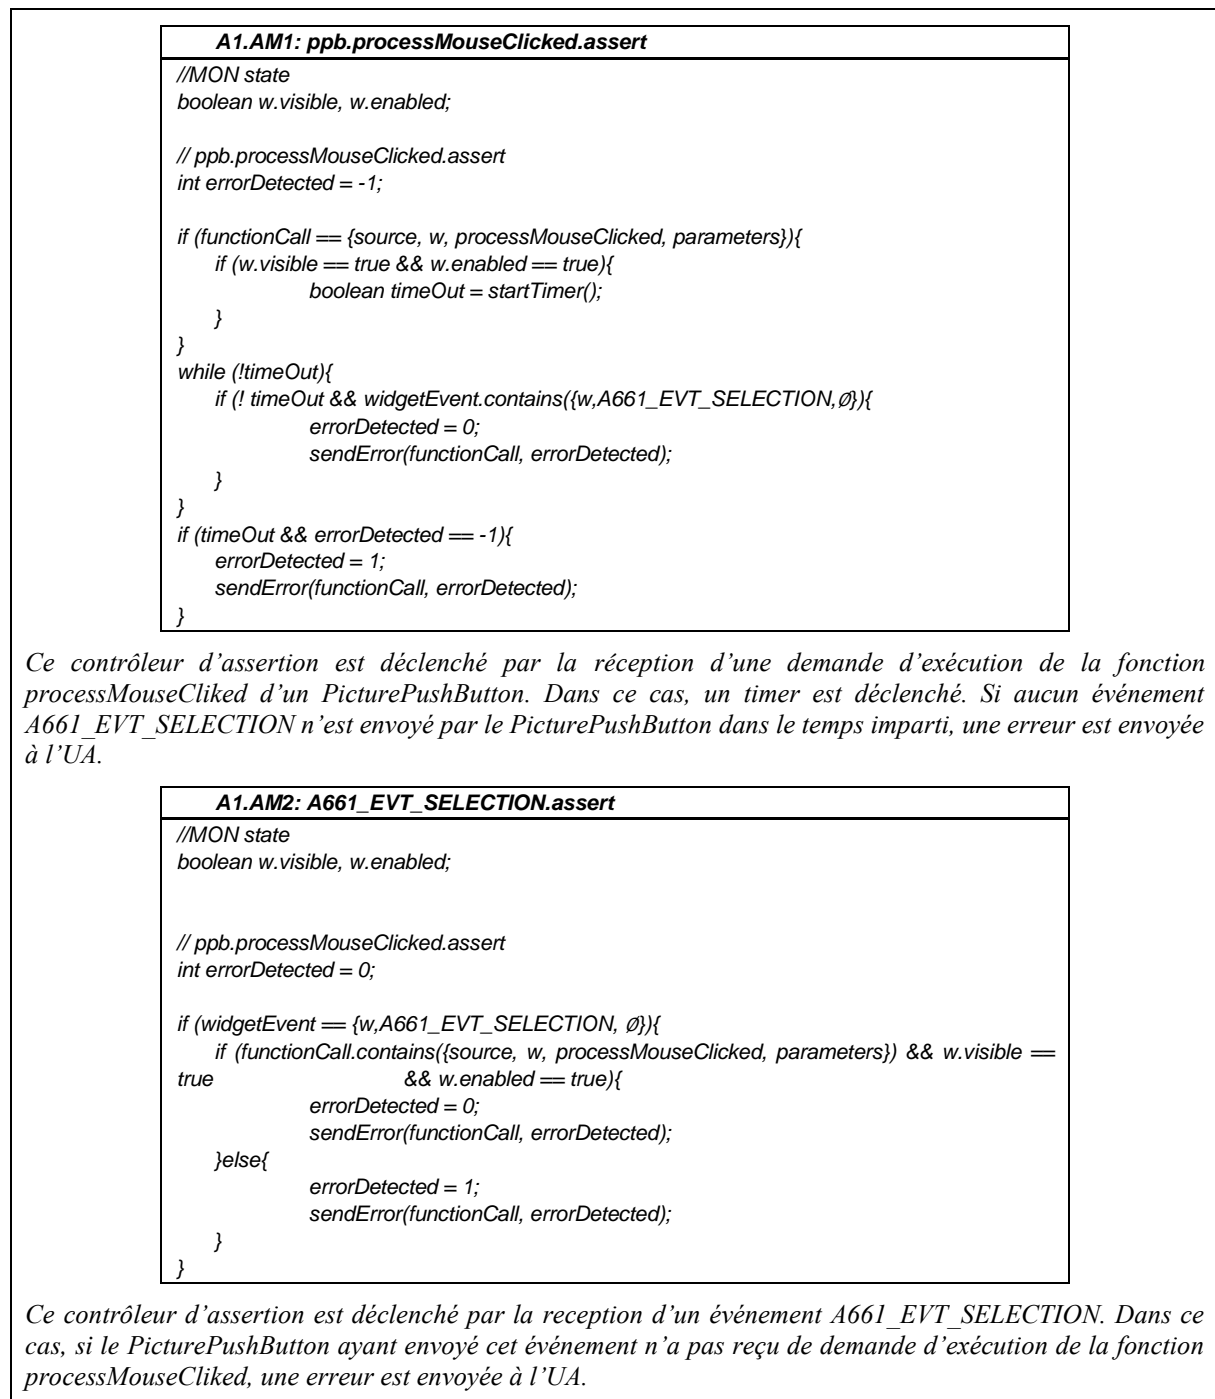 A1.AM1: ppb.processMouseClicked.assert
//MON state
boolean w.visible, w.enabled;
// ppb.processMouseClicked.assert
int errorDetected = -1;
if (functionCall == {source, w, processMouseClicked, parameters}){
if (w.visible == true && w.enabled == true){
boolean timeOut = startTimer();
}
}
while (!timeOut){
if (! timeOut && widgetEvent.contains({w,A661_EVT_SELECTION,∅}){
errorDetected = 0;
sendError(functionCall, errorDetected);
}
}
if (timeOut && errorDetected == -1){
errorDetected = 1;
sendError(functionCall, errorDetected);
}
Ce contrôleur d’assertion est déclenché par la réception d’une demande d’exécution de la fonction
processMouseCliked d’un PicturePushButton. Dans ce cas, un timer est déclenché. Si aucun événement
A661_EVT_SELECTION n’est envoyé par le PicturePushButton dans le temps imparti, une erreur est envoyée
à l’UA.
A1.AM2: A661_EVT_SELECTION.assert
//MON state
boolean w.visible, w.enabled;
// ppb.processMouseClicked.assert
int errorDetected = 0;
if (widgetEvent == {w,A661_EVT_SELECTION, ∅}){
if (functionCall.contains({source, w, processMouseClicked, parameters}) && w.visible ==
true && w.enabled == true){
errorDetected = 0;
sendError(functionCall, errorDetected);
}else{
errorDetected = 1;
sendError(functionCall, errorDetected);
}
}
Ce contrôleur d’assertion est déclenché par la reception d’un événement A661_EVT_SELECTION. Dans ce
cas, si le PicturePushButton ayant envoyé cet événement n’a pas reçu de demande d’exécution de la fonction
processMouseCliked, une erreur est envoyée à l’UA.